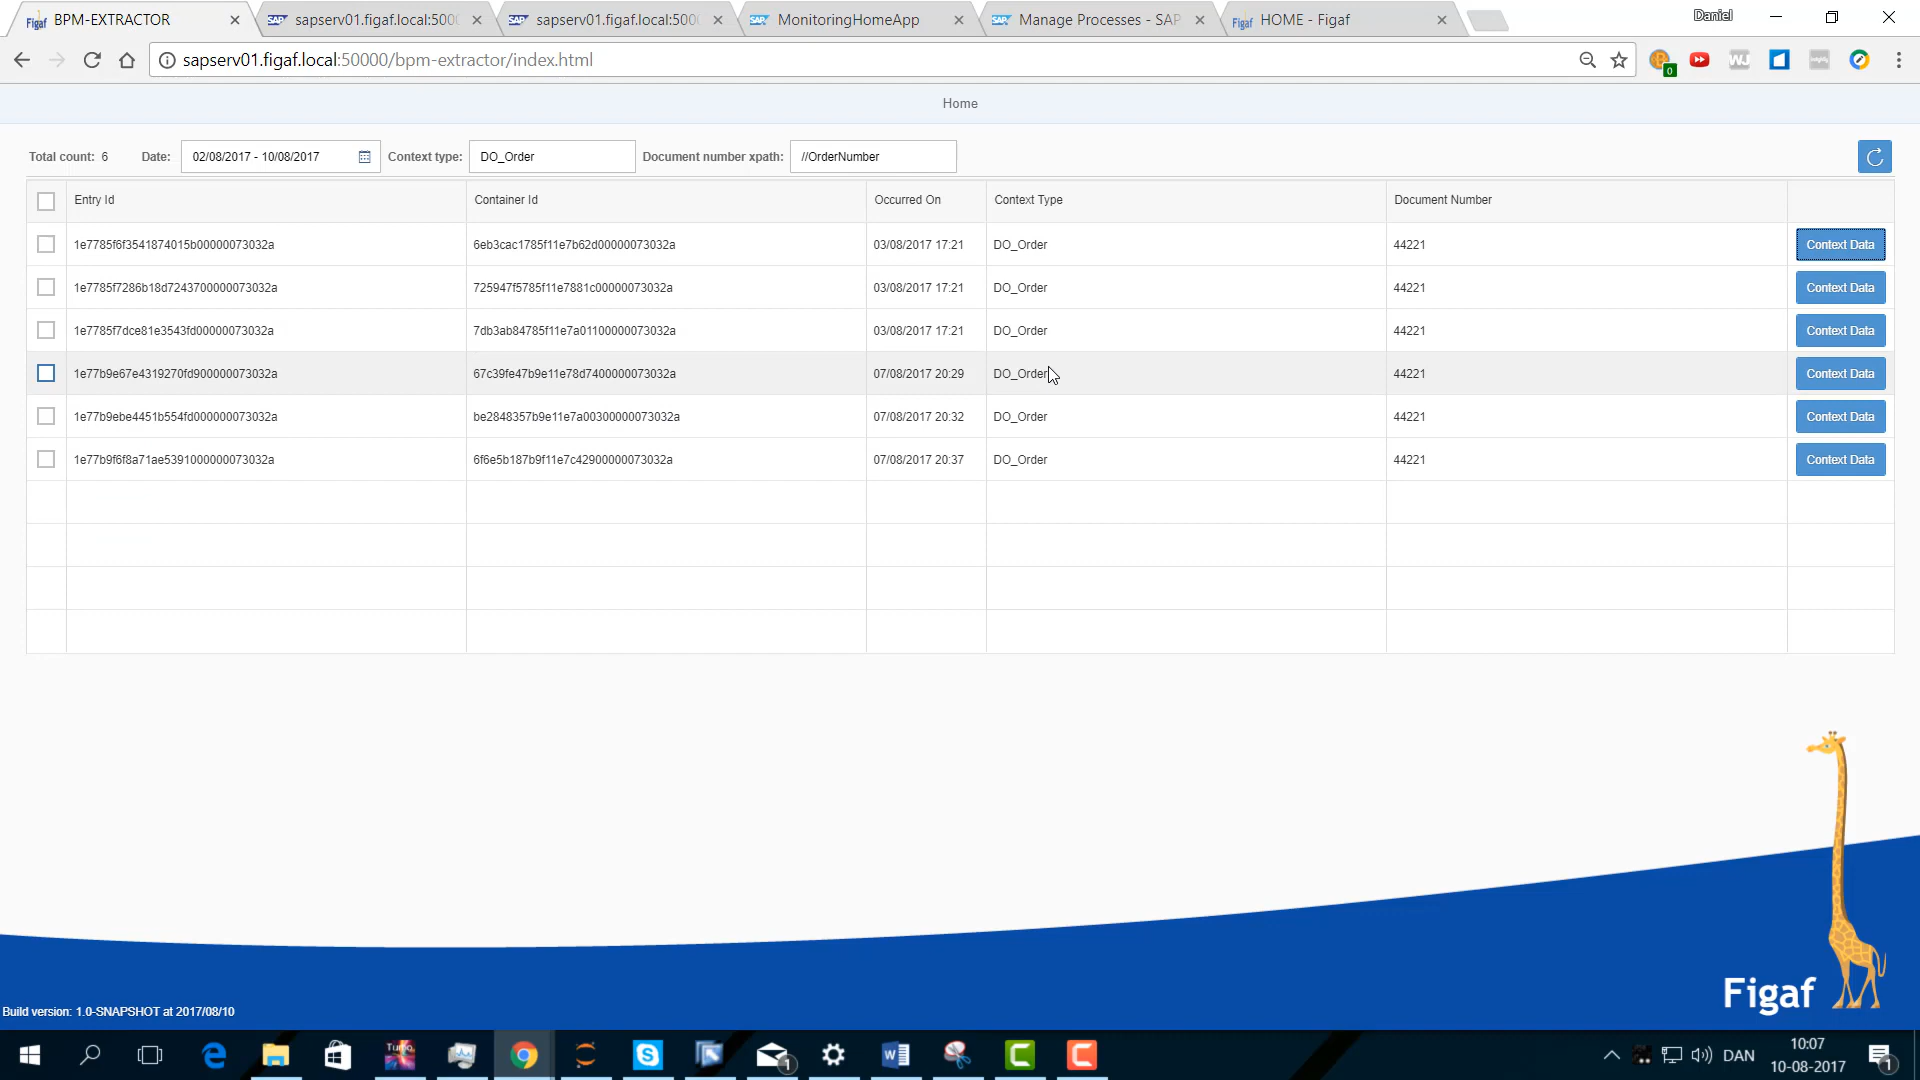 BPM-EXTRACTOR
sapserv01.figaf.local:500
sapserv01.figaf.local:500
MonitoringHomeApp
Manage Processes - SAP
HOME - Figaf
Daniel
sapserv01.figaf.local:50000/bpm-extractor/index.html
Home
Total count: 6 Date: 02/08/2017 - 10/08/2017 Context type: DO_Order Document number xpath: //OrderNumber
Entry Id Container Id Occurred On Context Type Document Number
1e7785f6f3541874015b00000073032a 6eb3cac1785f11e7b62d00000073032a 03/08/2017 17:21 DO_Order 44221 Context Data
1e7785f7286b18d7243700000073032a 725947f5785f11e7881c00000073032a 03/08/2017 17:21 DO_Order 44221 Context Data
1e7785f7dce81e3543fd00000073032a 7db3ab84785f11e7a01100000073032a 03/08/2017 17:21 DO_Order 44221 Context Data
1e77b9e67e4319270fd900000073032a 67c39fe47b9e11e78d7400000073032a 07/08/2017 20:29 DO_Order 44221 Context Data
1e77b9ebe4451b554fd000000073032a be2848357b9e11e7a00300000073032a 07/08/2017 20:32 DO_Order 44221 Context Data
1e77b9f6f8a71ae5391000000073032a 6f6e5b187b9f11e7c42900000073032a 07/08/2017 20:37 DO_Order 44221 Context Data
Figaf
Build version: 1.0-SNAPSHOT at 2017/08/10
DAN
10:07
10-08-2017